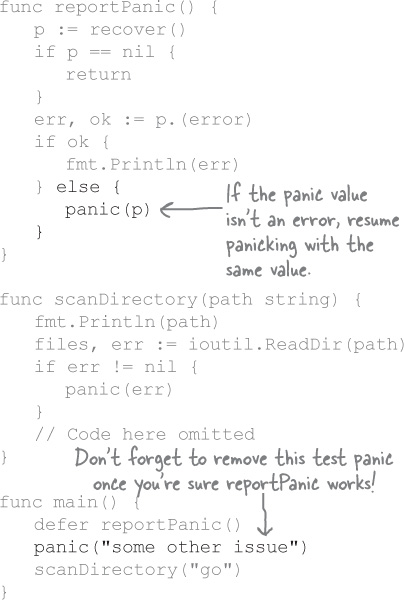 func reportPanic() {
    p := recover()
    if p == nil {
        return
    }
    err, ok := p.(error)
    if ok {
        fmt.Println(err)
    } else {
        panic(p)
    }
}
If the panic value
isn't an error, resume
panicking with the
same value.
func scanDirectory(path string) {
    fmt.Println(path)
    files, err := ioutil.ReadDir(path)
    if err != nil {
        panic(err)
    }
    // Code here omitted
}
Don't forget to remove this test panic
once you're sure reportPanic works!
func main() {
    defer reportPanic()
    panic("some other issue")
    scanDirectory("go")
}